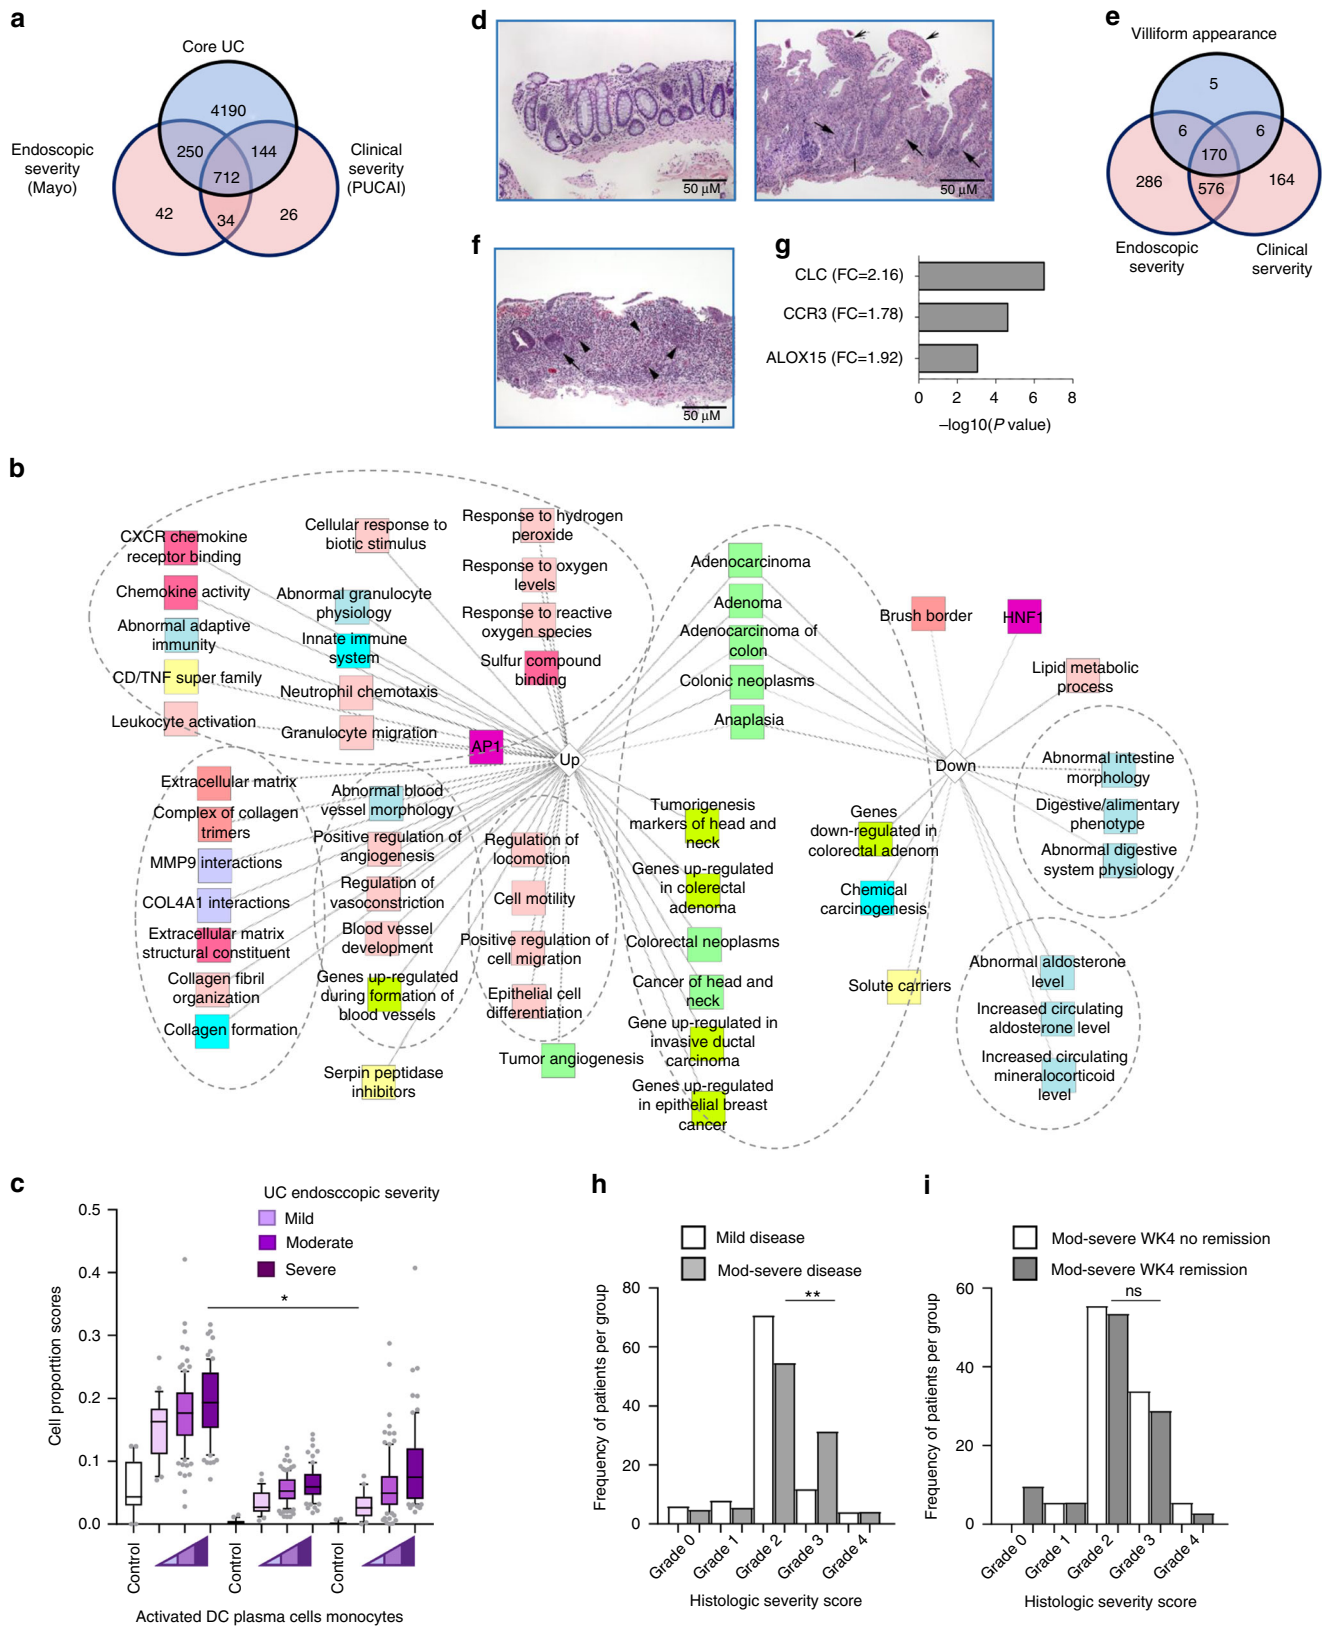 a
Core UC
4190
Endoscopic
severity
(Mayo)
250
144
712
Clinical
severity
(PUCAI)
42
34
26
d
50 µM
50 µM
e
Villiform appearance
5
6
6
170
286
576
164
Endoscopic
severity
Clinical
serverity
f
50 µM
g
CLC (FC=2.16)
CCR3 (FC=1.78)
ALOX15 (FC=1.92)
0 2 4 6 8
–log10(P value)
b
CXCR chemokine
receptor binding
Chemokine activity
Abnormal adaptive
immunity
CD/TNF super family
Leukocyte activation
Cellular response to
biotic stimulus
Abnormal granulocyte
physiology
Innate immune
system
Neutrophil chemotaxis
Granulocyte migration
Response to hydrogen
peroxide
Response to oxygen
levels
Response to reactive
oxygen species
Sulfur compound
binding
AP1
Up
Extracellular matrix
Complex of collagen
trimers
MMP9 interactions
COL4A1 interactions
Extracellular matrix
structural constituent
Collagen fibril
organization
Collagen formation
Abnormal blood
vessel morphology
Positive regulation of
angiogenesis
Regulation of
vasoconstriction
Blood vessel
development
Genes up-regulated
during formation of
blood vessels
Serpin peptidase
inhibitors
Regulation of
locomotion
Cell motility
Positive regulation of
cell migration
Epithelial cell
differentiation
Tumor angiogenesis
Adenocarcinoma
Adenoma
Adenocarcinoma of
colon
Colonic neoplasms
Anaplasia
Tumorigenesis
markers of head and
neck
Genes up-regulated
in colerectal
adenoma
Colorectal neoplasms
Cancer of head and
neck
Gene up-regulated in
invasive ductal
carcinoma
Genes up-regulated
in epithelial breast
cancer
Brush border
HNF1
Lipid metabolic
process
Down
Genes
down-regulated in
colorectal adenom
Chemical
carcinogenesis
Solute carriers
Abnormal intestine
morphology
Digestive/alimentary
phenotype
Abnormal digestive
system physiology
Abnormal aldosterone
level
Increased circulating
aldosterone level
Increased circulating
mineralocorticoid
level
c
UC endosccopic severity
Mild
Moderate
Severe
Cell proportion scores
0.5
0.4
0.3
0.2
0.1
0.0
*
Control
Control
Control
Activated DC plasma cells monocytes
h
Mild disease
Mod-severe disease
Frequency of patients per group
80
60
40
20
0
**
Grade 0
Grade 1
Grade 2
Grade 3
Grade 4
Histologic severity score
i
Mod-severe WK4 no remission
Mod-severe WK4 remission
Frequency of patients per group
60
40
20
0
ns
Grade 0
Grade 1
Grade 2
Grade 3
Grade 4
Histologic severity score